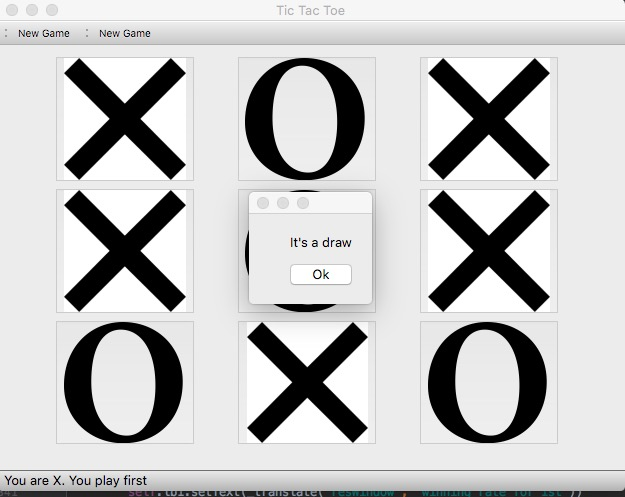 Tic Tac Toe
: New Game : New Game
X O X
It's a draw
X X
Ok
O X O
You are X. You play first
self.lbl.setText(_translate("reswindow", "winning rate for 1st"))